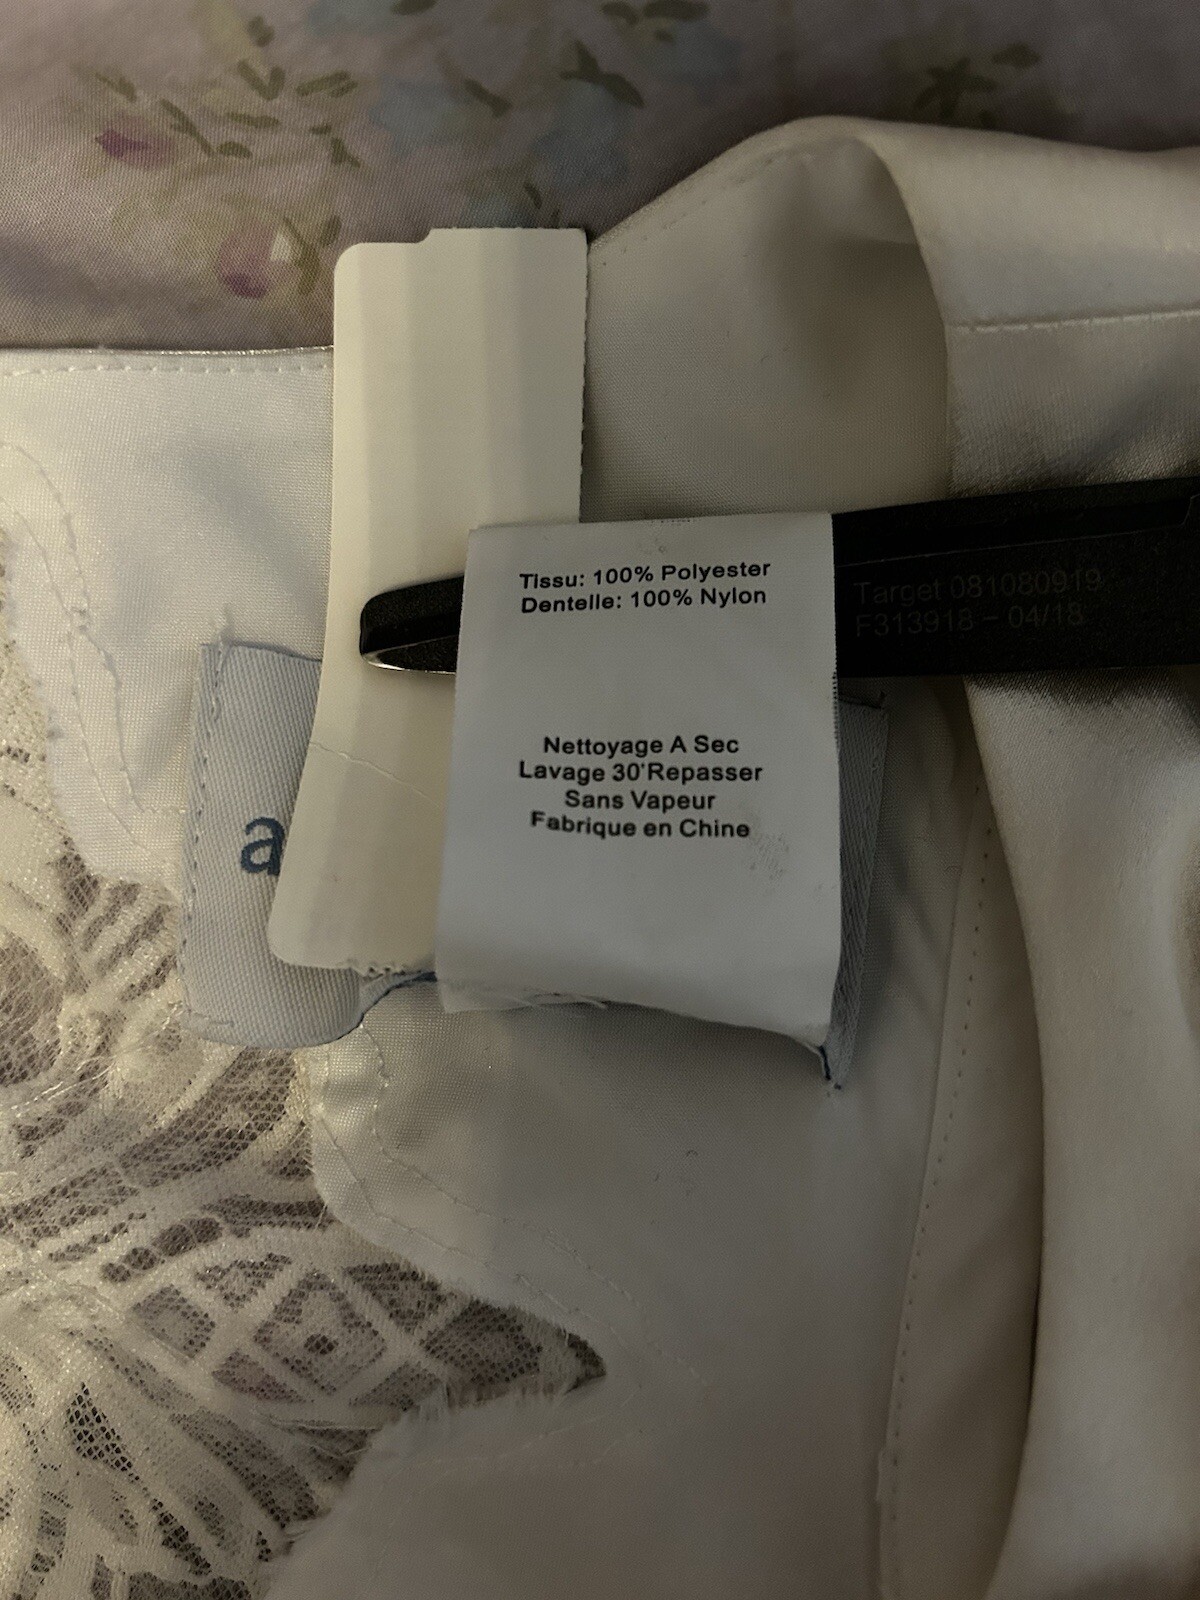 Tissu: 100% Polyester
Dentelle: 100% Nylon
Nettoyage A Sec
Lavage 30'Repasser
Sans Vapeur
Fabrique en Chine
Target 081080919
F313918 - 04/18
a